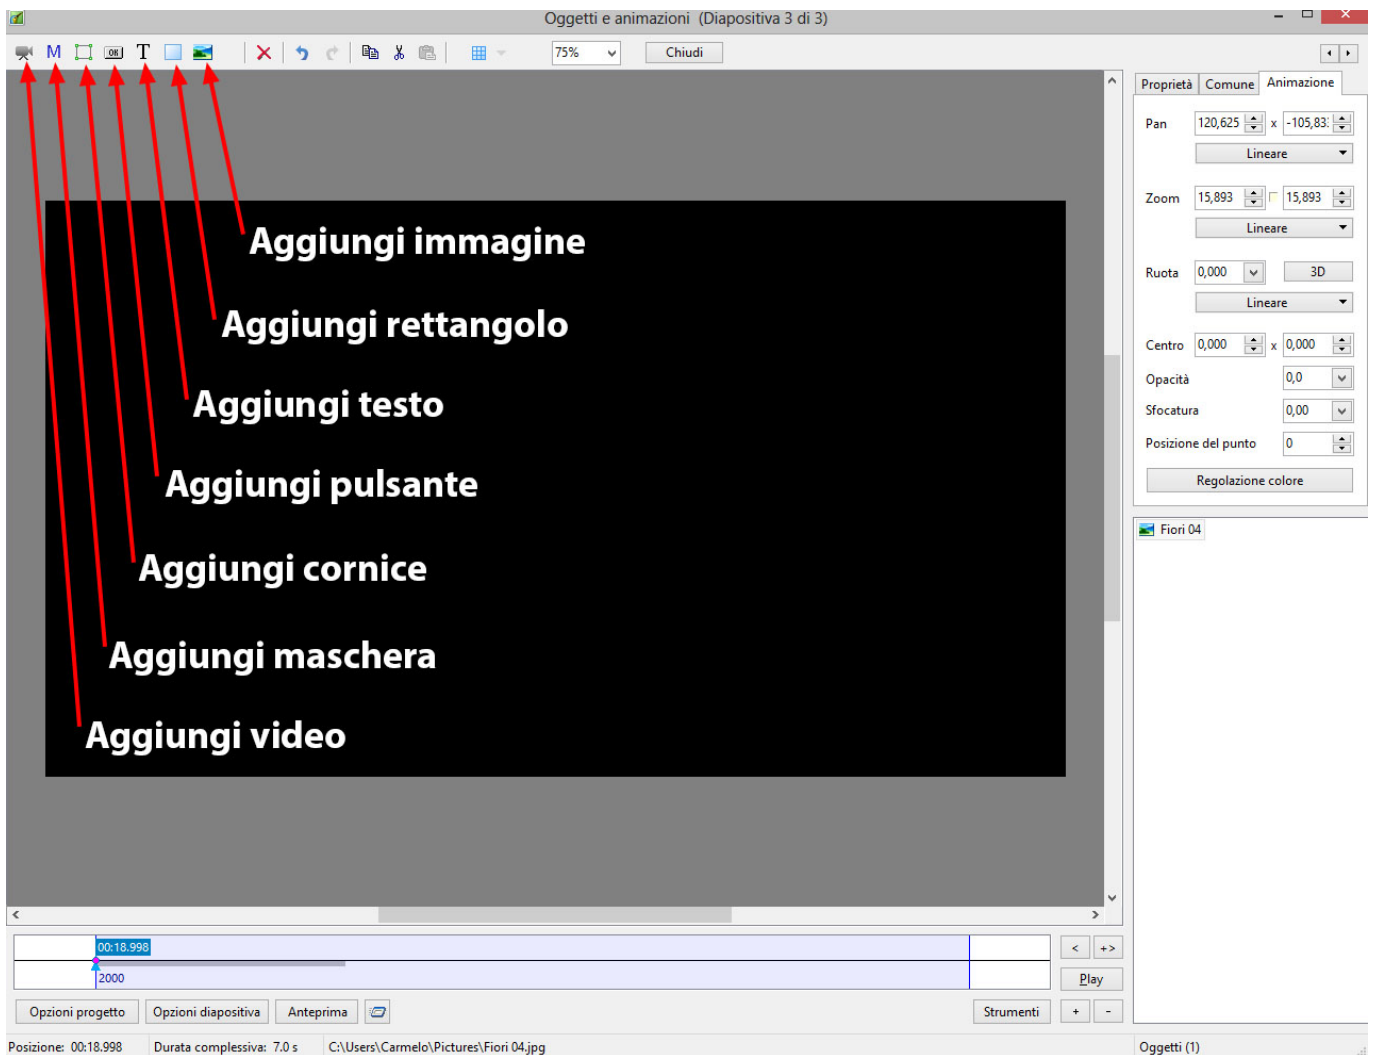 Oggetti e animazioni (Diapositiva 3 di 3)
M OK T 75% Chiudi
Proprietà Comune Animazione
Pan 120,625 x -105,83
Lineare
Zoom 15,893 15,893
Lineare
Ruota 0,000 3D
Lineare
Centro 0,000 x 0,000
Opacità 0,0
Sfocatura 0,00
Posizione del punto 0
Regolazione colore
Fiori 04
Aggiungi immagine
Aggiungi rettangolo
Aggiungi testo
Aggiungi pulsante
Aggiungi cornice
Aggiungi maschera
Aggiungi video
00:18.998
2000
< +>
Play
Opzioni progetto Opzioni diapositiva Anteprima Strumenti + -
Posizione: 00:18.998 Durata complessiva: 7.0 s C:\Users\Carmelo\Pictures\Fiori 04.jpg Oggetti (1)